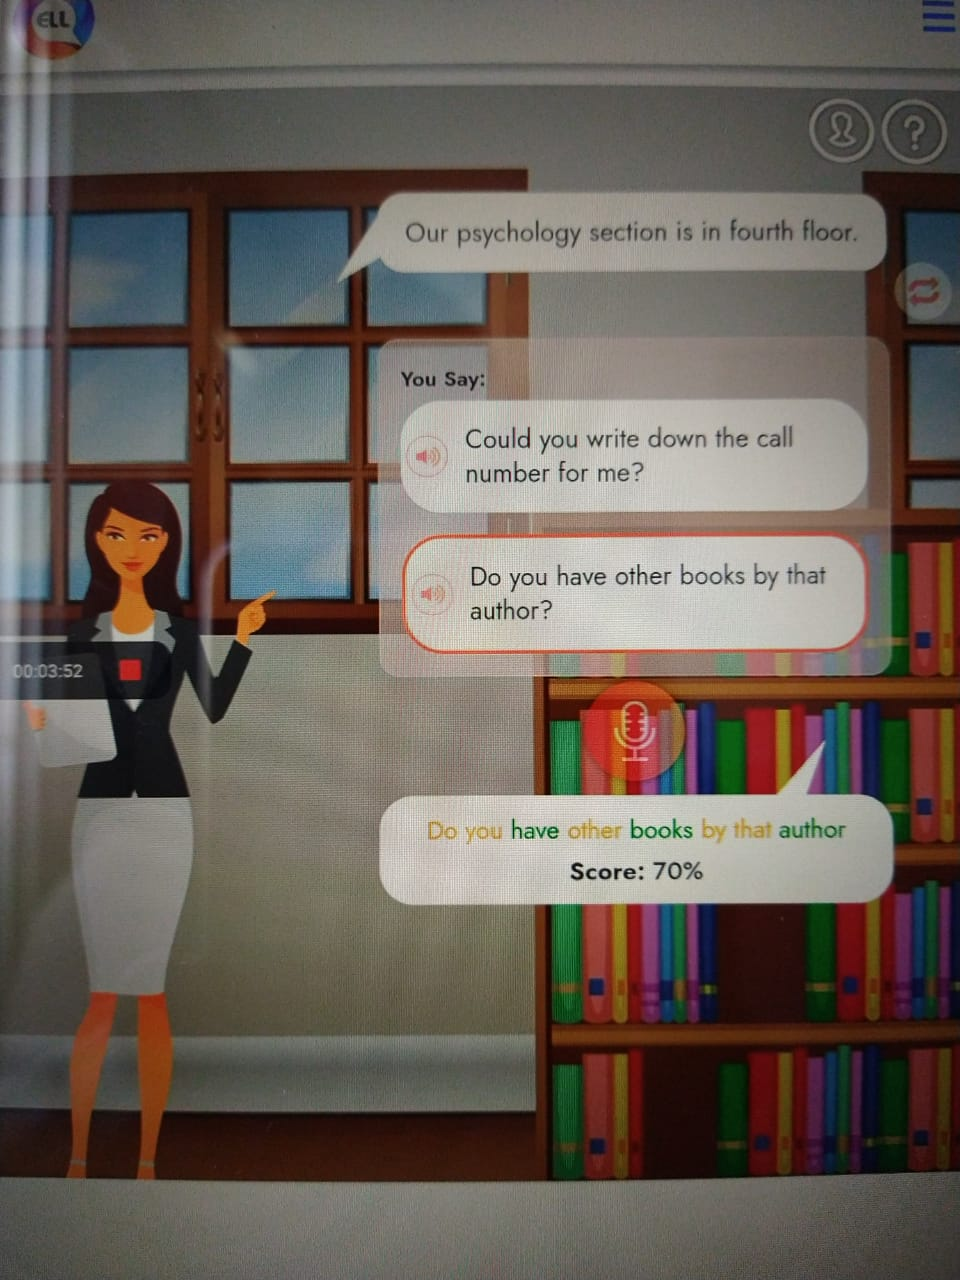 ELL
Our psychology section is in fourth floor.
You Say:
Could you write down the call
number for me?
Do you have other books by that
author?
00:03:52
Do you have other books by that author
Score: 70%